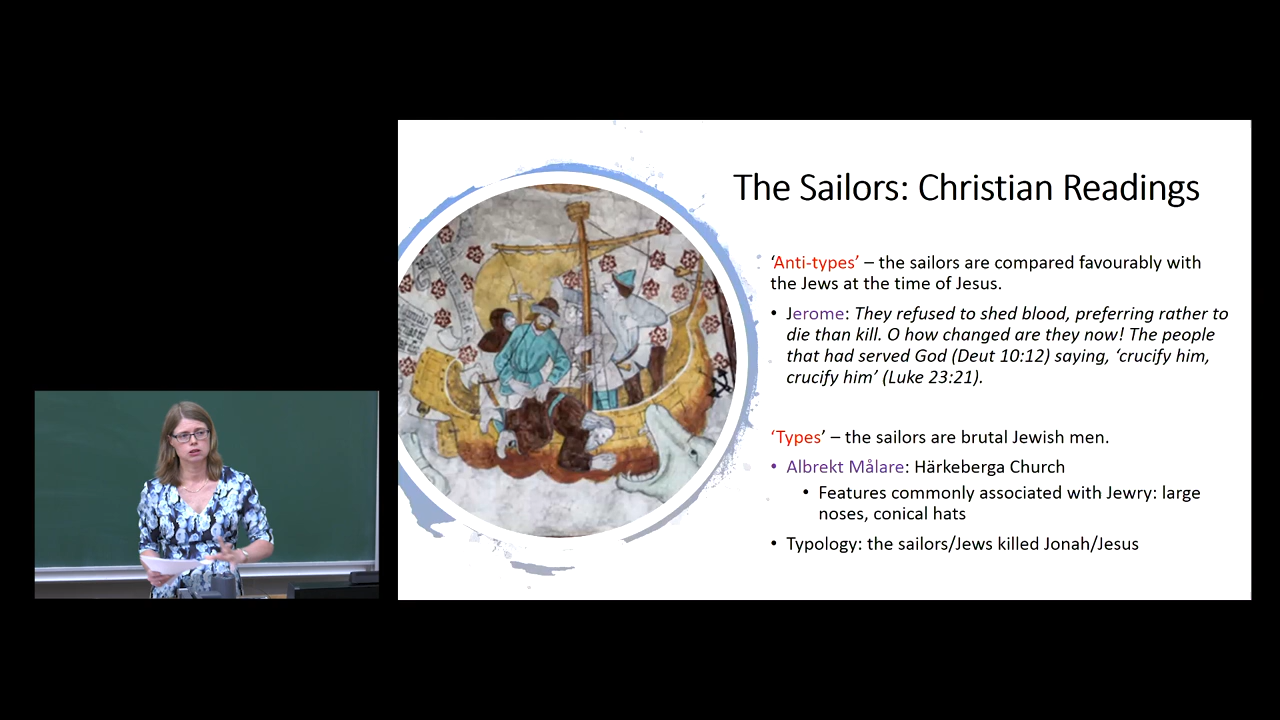 The Sailors: Christian Readings
‘Anti-types’ – the sailors are compared favourably with
the Jews at the time of Jesus.
• Jerome: They refused to shed blood, preferring rather to
die than kill. O how changed are they now! The people
that had served God (Deut 10:12) saying, ‘crucify him,
crucify him’ (Luke 23:21).
‘Types’ – the sailors are brutal Jewish men.
• Albrekt Målare: Härkeberga Church
• Features commonly associated with Jewry: large
noses, conical hats
• Typology: the sailors/Jews killed Jonah/Jesus